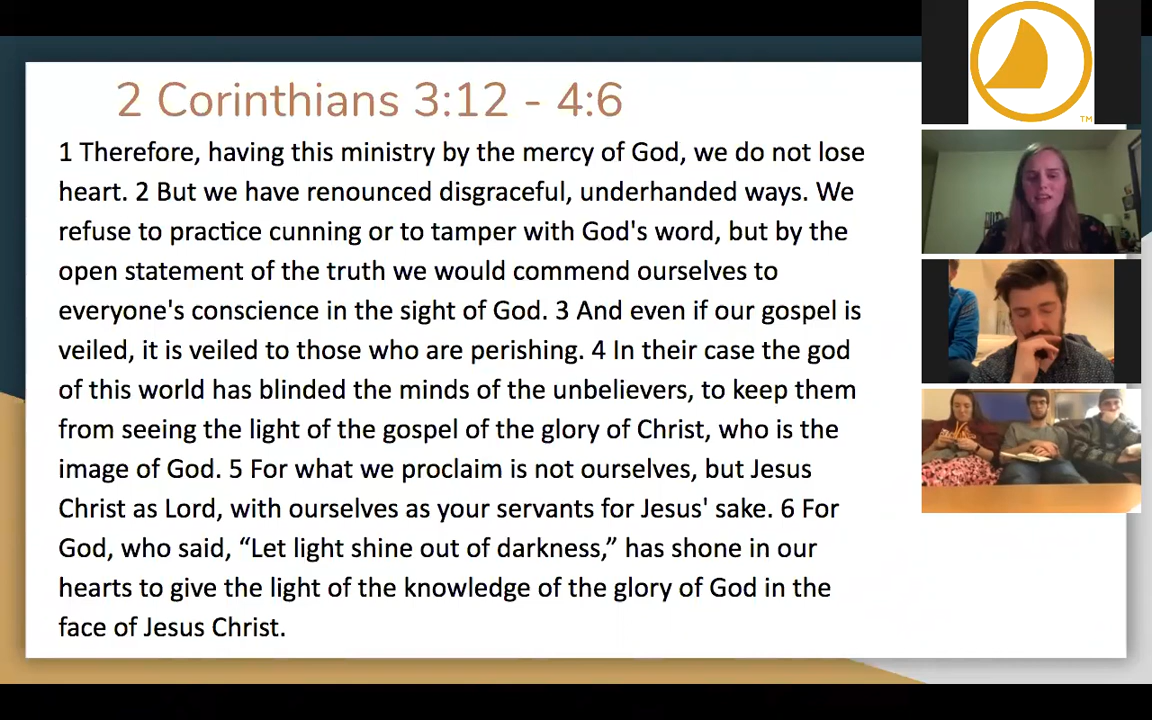 2 Corinthians 3:12 - 4:6
1 Therefore, having this ministry by the mercy of God, we do not lose
heart. 2 But we have renounced disgraceful, underhanded ways. We
refuse to practice cunning or to tamper with God's word, but by the
open statement of the truth we would commend ourselves to
everyone's conscience in the sight of God. 3 And even if our gospel is
veiled, it is veiled to those who are perishing. 4 In their case the god
of this world has blinded the minds of the unbelievers, to keep them
from seeing the light of the gospel of the glory of Christ, who is the
image of God. 5 For what we proclaim is not ourselves, but Jesus
Christ as Lord, with ourselves as your servants for Jesus' sake. 6 For
God, who said, “Let light shine out of darkness,” has shone in our
hearts to give the light of the knowledge of the glory of God in the
face of Jesus Christ.
TM